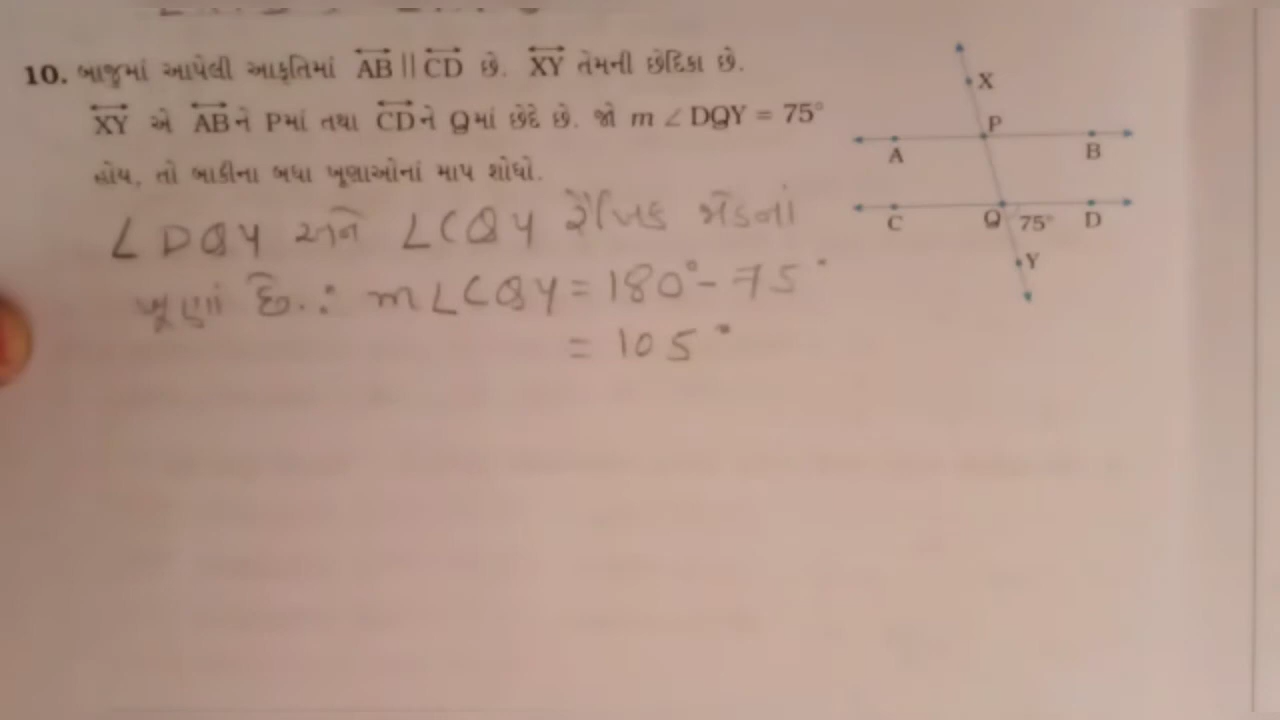 10. બાજુમાં આપેલી આકૃતિમાં AB || CD છે. XY તેમની છેદિકા છે.
XY એ AB ને P માં તથા CD ને Q માં છેદે છે. જો m ∠ DQY = 75°
હોય, તો બાકીના બધા ખૂણાઓનાં માપ શોધો.
∠DQY અને ∠CQY રૈખિક જોડનાં
ખૂણાં છે. ∴ m∠CQY = 180° - 75°
= 105°
X
P
A B
C Q 75° D
Y